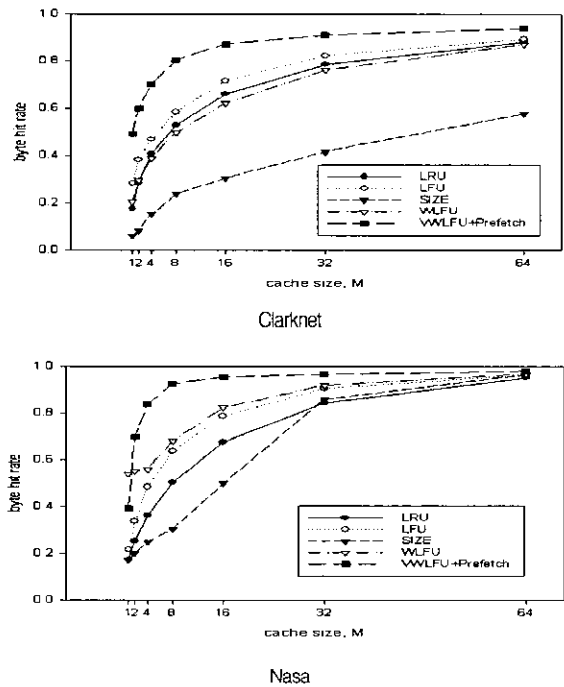 1.0
0.8
0.6
0.4
0.2
0.0
byte hit rate
1 2 4 8 16 32 64
cache size, M
LRU
LFU
SIZE
WLFU
WLFU+Prefetch
Clarknet
1.0
0.8
0.6
0.4
0.2
0.0
byte hit rate
1 2 4 8 16 32 64
cache size, M
LRU
LFU
SIZE
WLFU
WLFU+Prefetch
Nasa